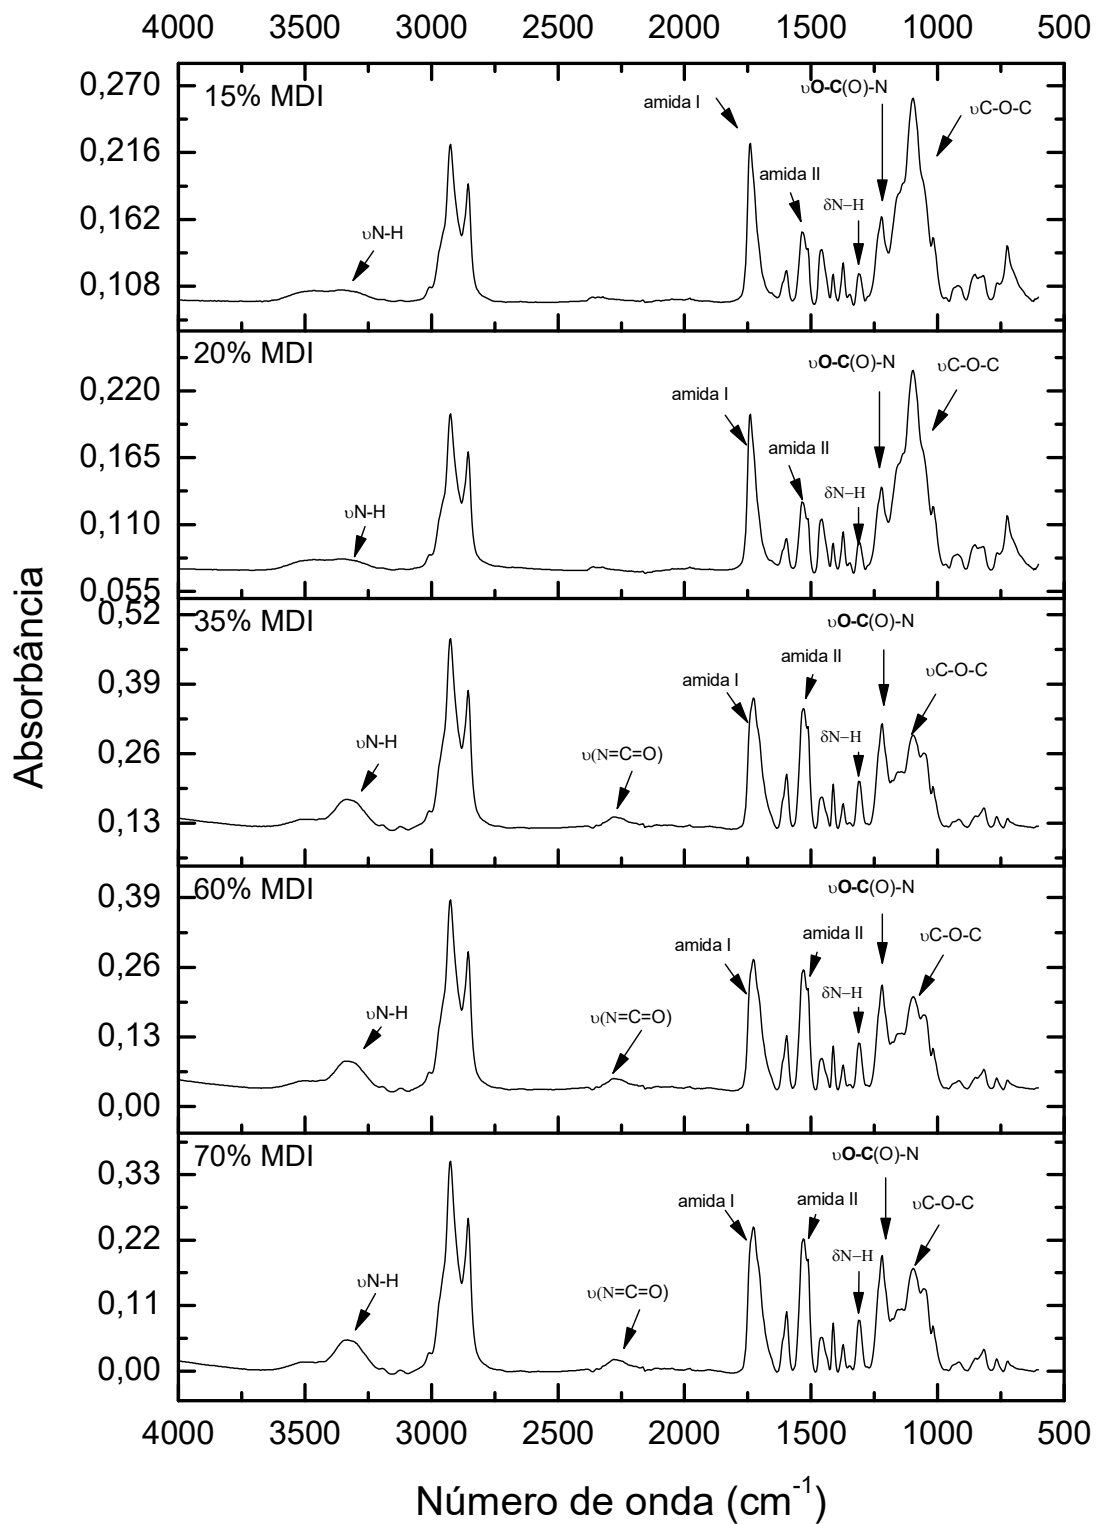 4000 3500 3000 2500 2000 1500 1000 500
0,270
0,216
0,162
0,108
15% MDI
υN-H
amida I
amida II
δN−H
υO-C(O)-N
υC-O-C
0,220
0,165
0,110
0,055
20% MDI
υN-H
amida I
amida II
δN−H
υO-C(O)-N
υC-O-C
0,52
0,39
0,26
0,13
35% MDI
υN-H
υ(N=C=O)
amida I
amida II
δN−H
υO-C(O)-N
υC-O-C
0,39
0,26
0,13
0,00
60% MDI
υN-H
υ(N=C=O)
amida I
amida II
δN−H
υO-C(O)-N
υC-O-C
0,33
0,22
0,11
0,00
70% MDI
υN-H
υ(N=C=O)
amida I
amida II
δN−H
υO-C(O)-N
υC-O-C
4000 3500 3000 2500 2000 1500 1000 500
Absorbância
Número de onda (cm⁻¹)